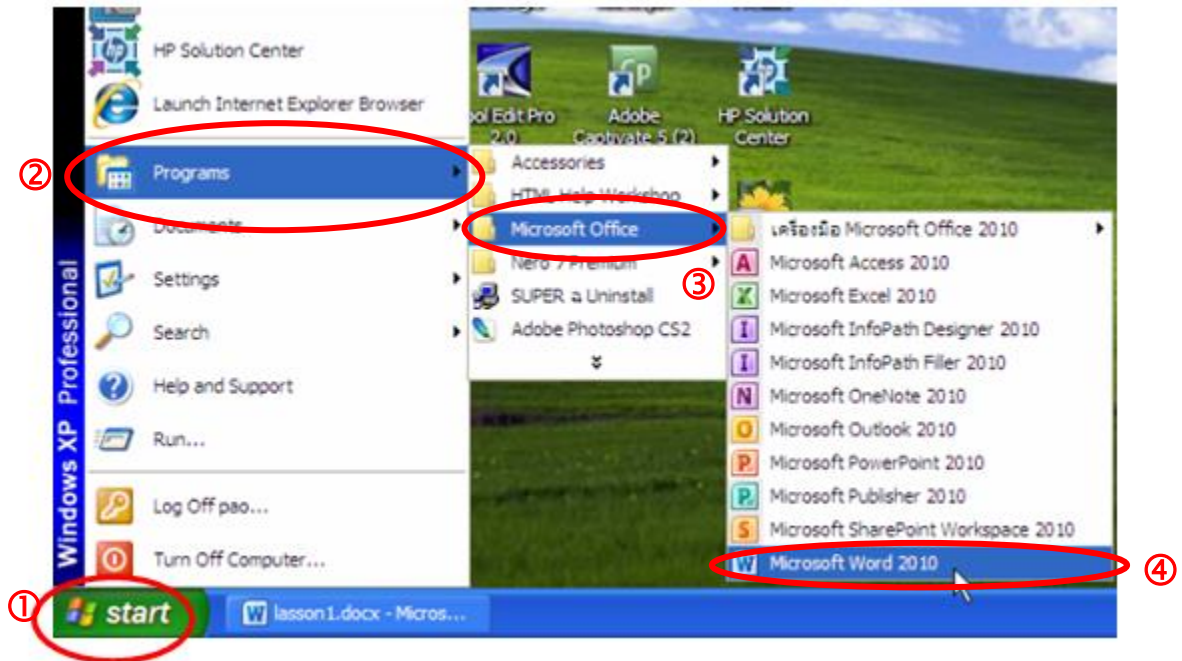 HP Solution Center
Launch Internet Explorer Browser
② Programs
Documents
Settings
Search
Help and Support
Run...
Log Off pao...
Turn Off Computer...
Windows XP Professional
① start
lasson1.docx - Micros...
Edit Pro
2.0
Adobe
Captivate 5 (2)
HP Solution
Center
Accessories
HTML Help Workshop
Microsoft Office
③
Nero 7 Premium
SUPER a Uninstall
Adobe Photoshop CS2
เครื่องมือ Microsoft Office 2010
Microsoft Access 2010
Microsoft Excel 2010
Microsoft InfoPath Designer 2010
Microsoft InfoPath Filler 2010
Microsoft OneNote 2010
Microsoft Outlook 2010
Microsoft PowerPoint 2010
Microsoft Publisher 2010
Microsoft SharePoint Workspace 2010
Microsoft Word 2010 ④